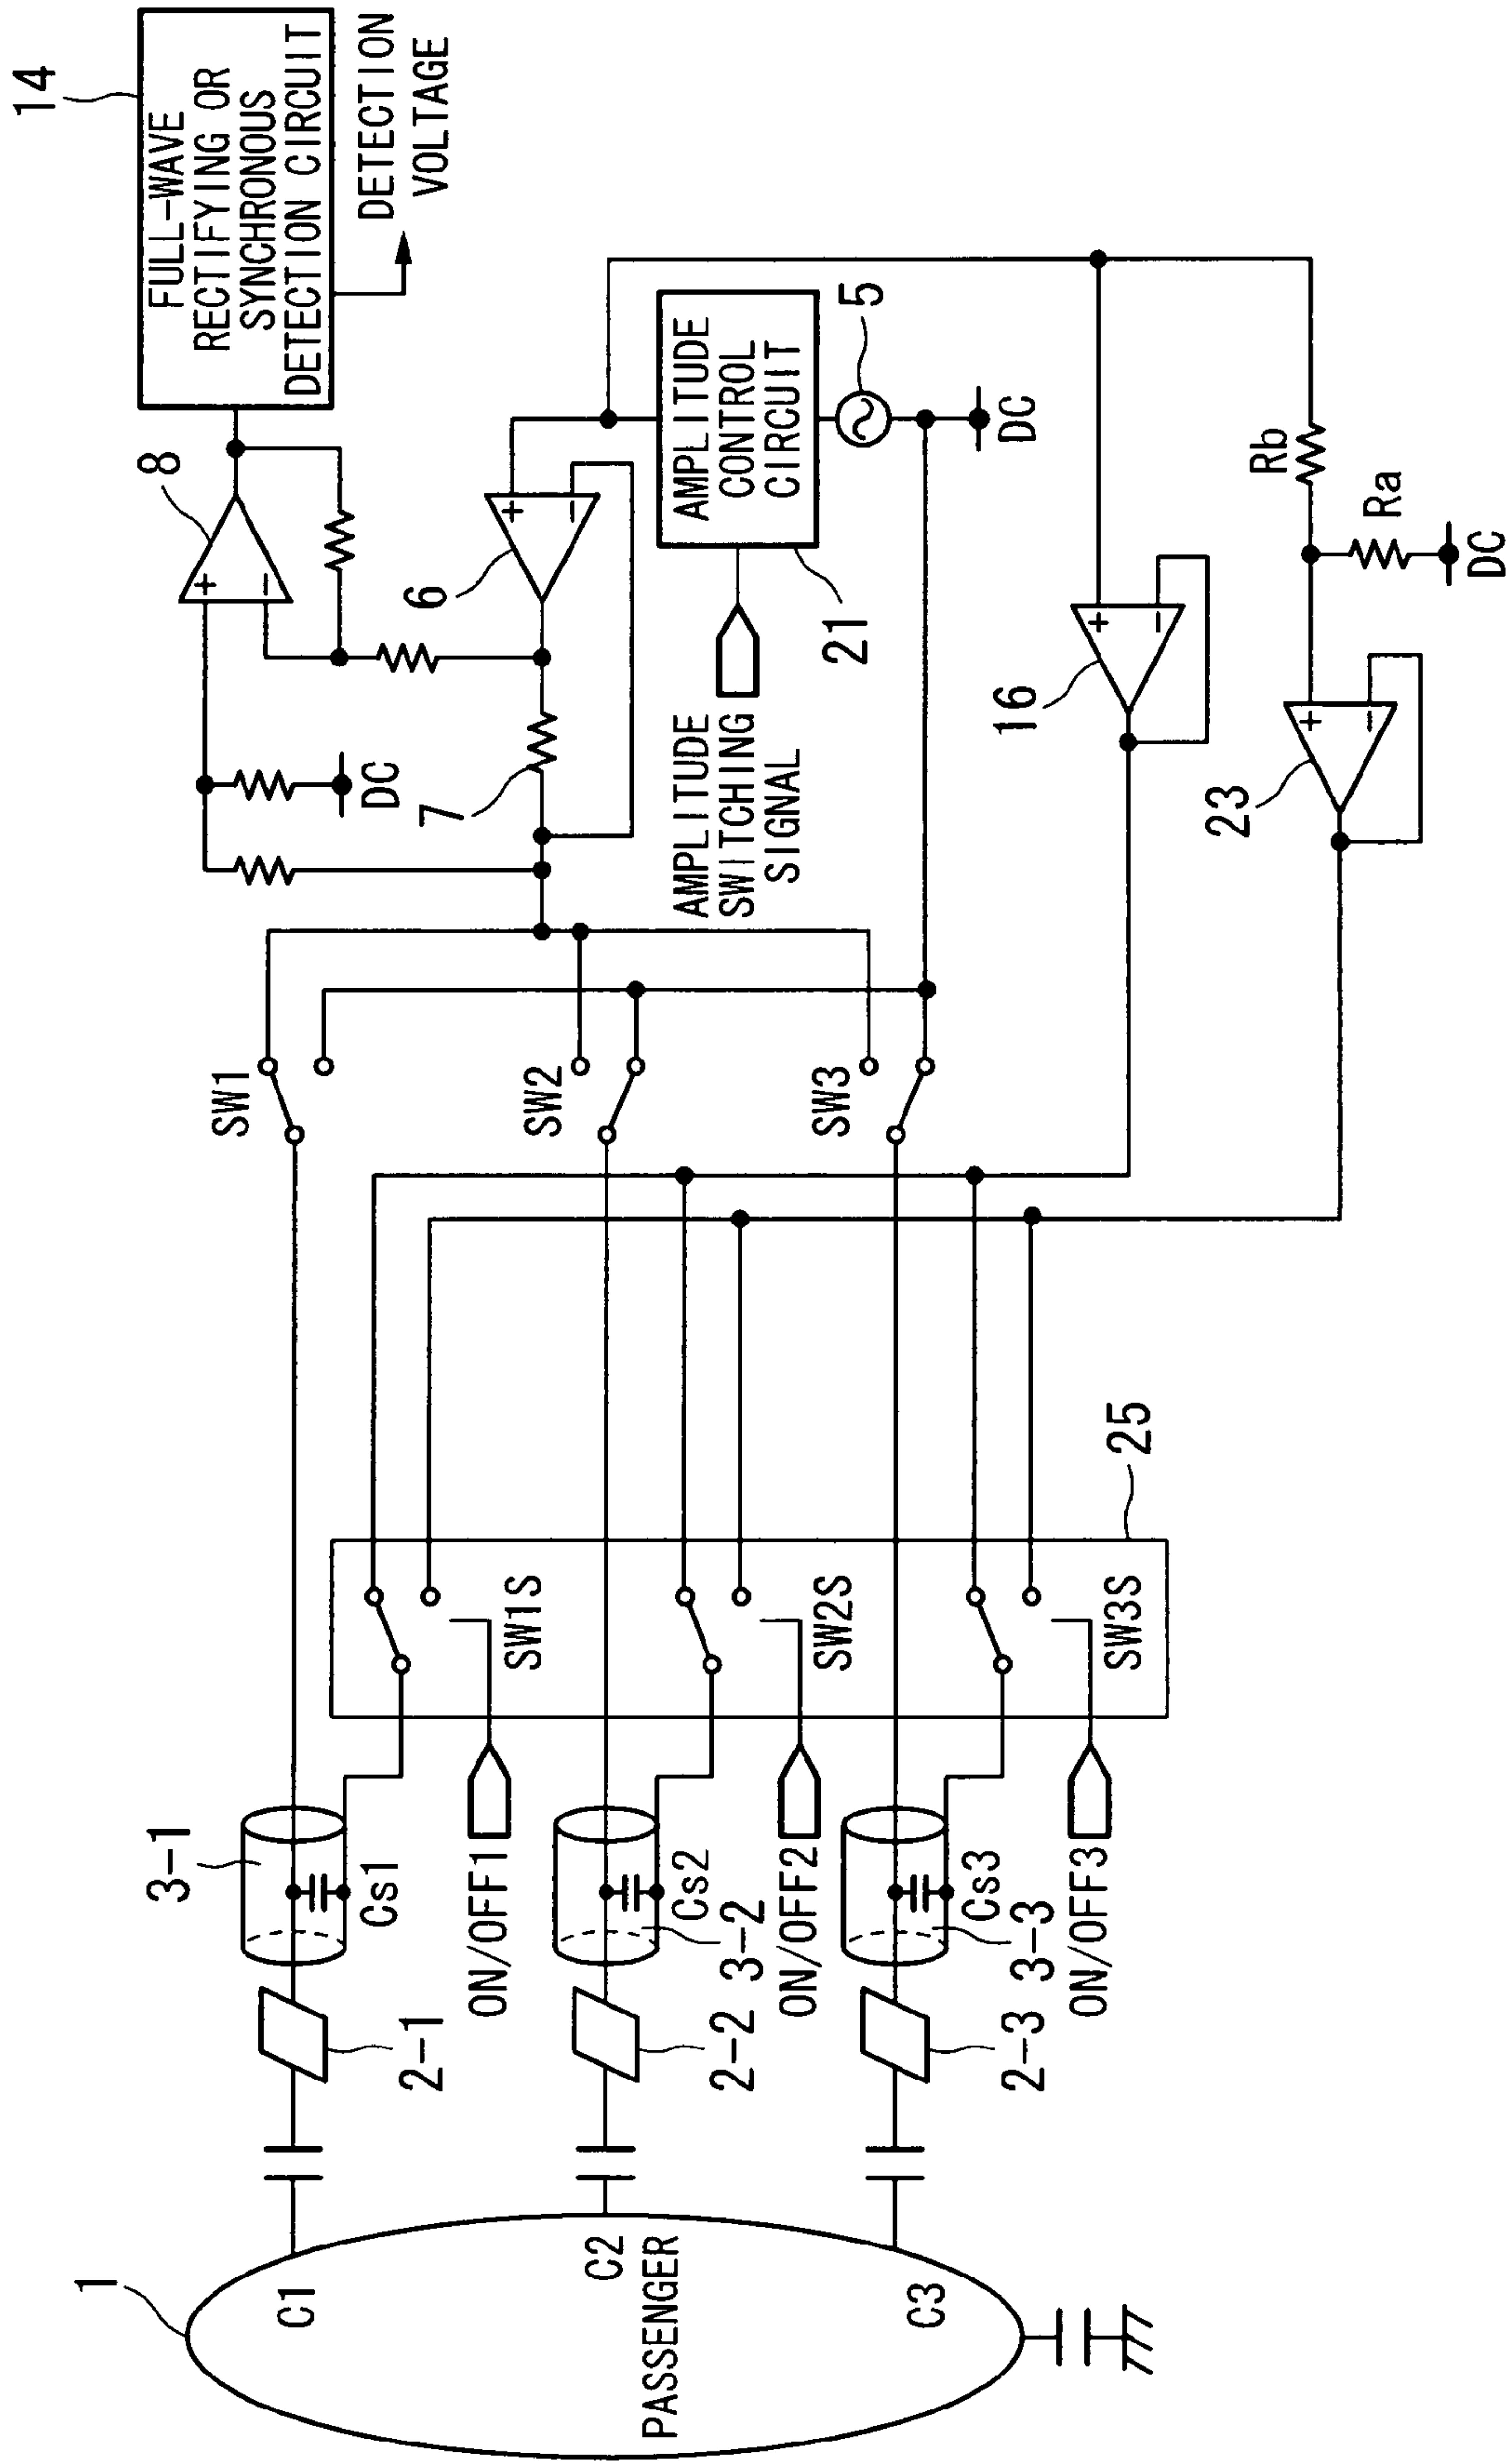 14
FULL-WAVE
RECTIFYING OR
SYNCHRONOUS
DETECTION CIRCUIT
DETECTION
VOLTAGE
8
+
−
6
+
−
7
DC
AMPLITUDE
CONTROL
CIRCUIT
5
21
DC
AMPLITUDE
SWITCHING
SIGNAL
16
+
−
Rb
Ra
DC
23
+
−
SW1
SW2
SW3
25
SW1S
SW2S
SW3S
3-1
Cs1
ON/OFF1
Cs2
3-2
ON/OFF2
Cs3
3-3
ON/OFF3
2-1
2-2
2-3
1
C1
C2
PASSENGER
C3